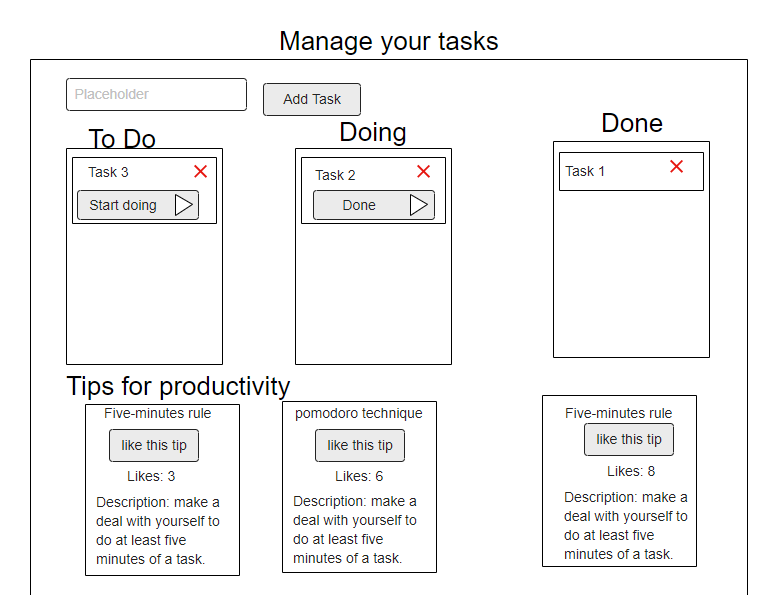 Manage your tasks
Placeholder
Add Task
To Do
Task 3
Start doing
Doing
Task 2
Done
Done
Task 1
Tips for productivity
Five-minutes rule
like this tip
Likes: 3
Description: make a
deal with yourself to
do at least five
minutes of a task.
pomodoro technique
like this tip
Likes: 6
Description: make a
deal with yourself to
do at least five
minutes of a task.
Five-minutes rule
like this tip
Likes: 8
Description: make a
deal with yourself to
do at least five
minutes of a task.